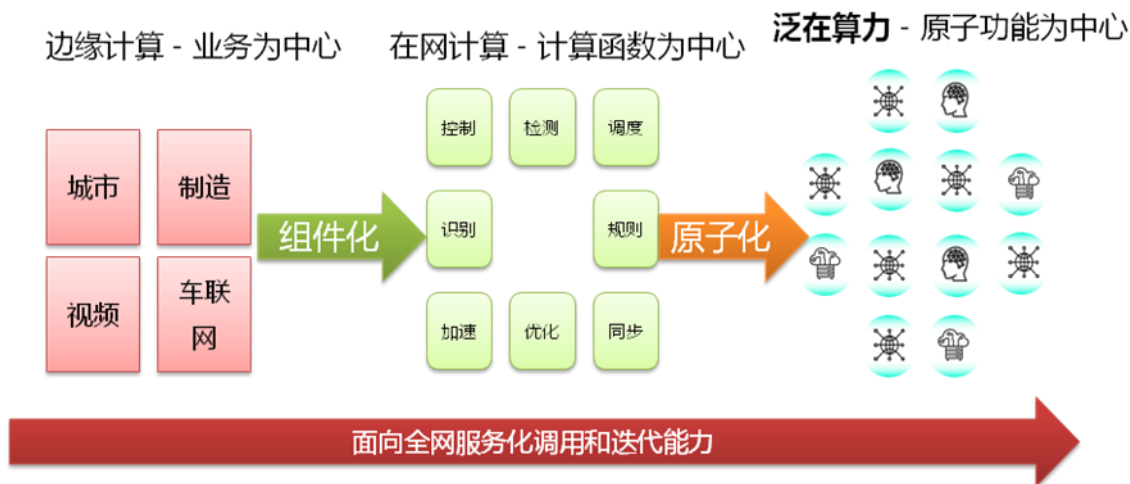 边缘计算 - 业务为中心
在网计算 - 计算函数为中心
泛在算力 - 原子功能为中心
城市
制造
视频
车联
网
组件化
控制
检测
调度
识别
规则
加速
优化
同步
原子化
面向全网服务化调用和迭代能力